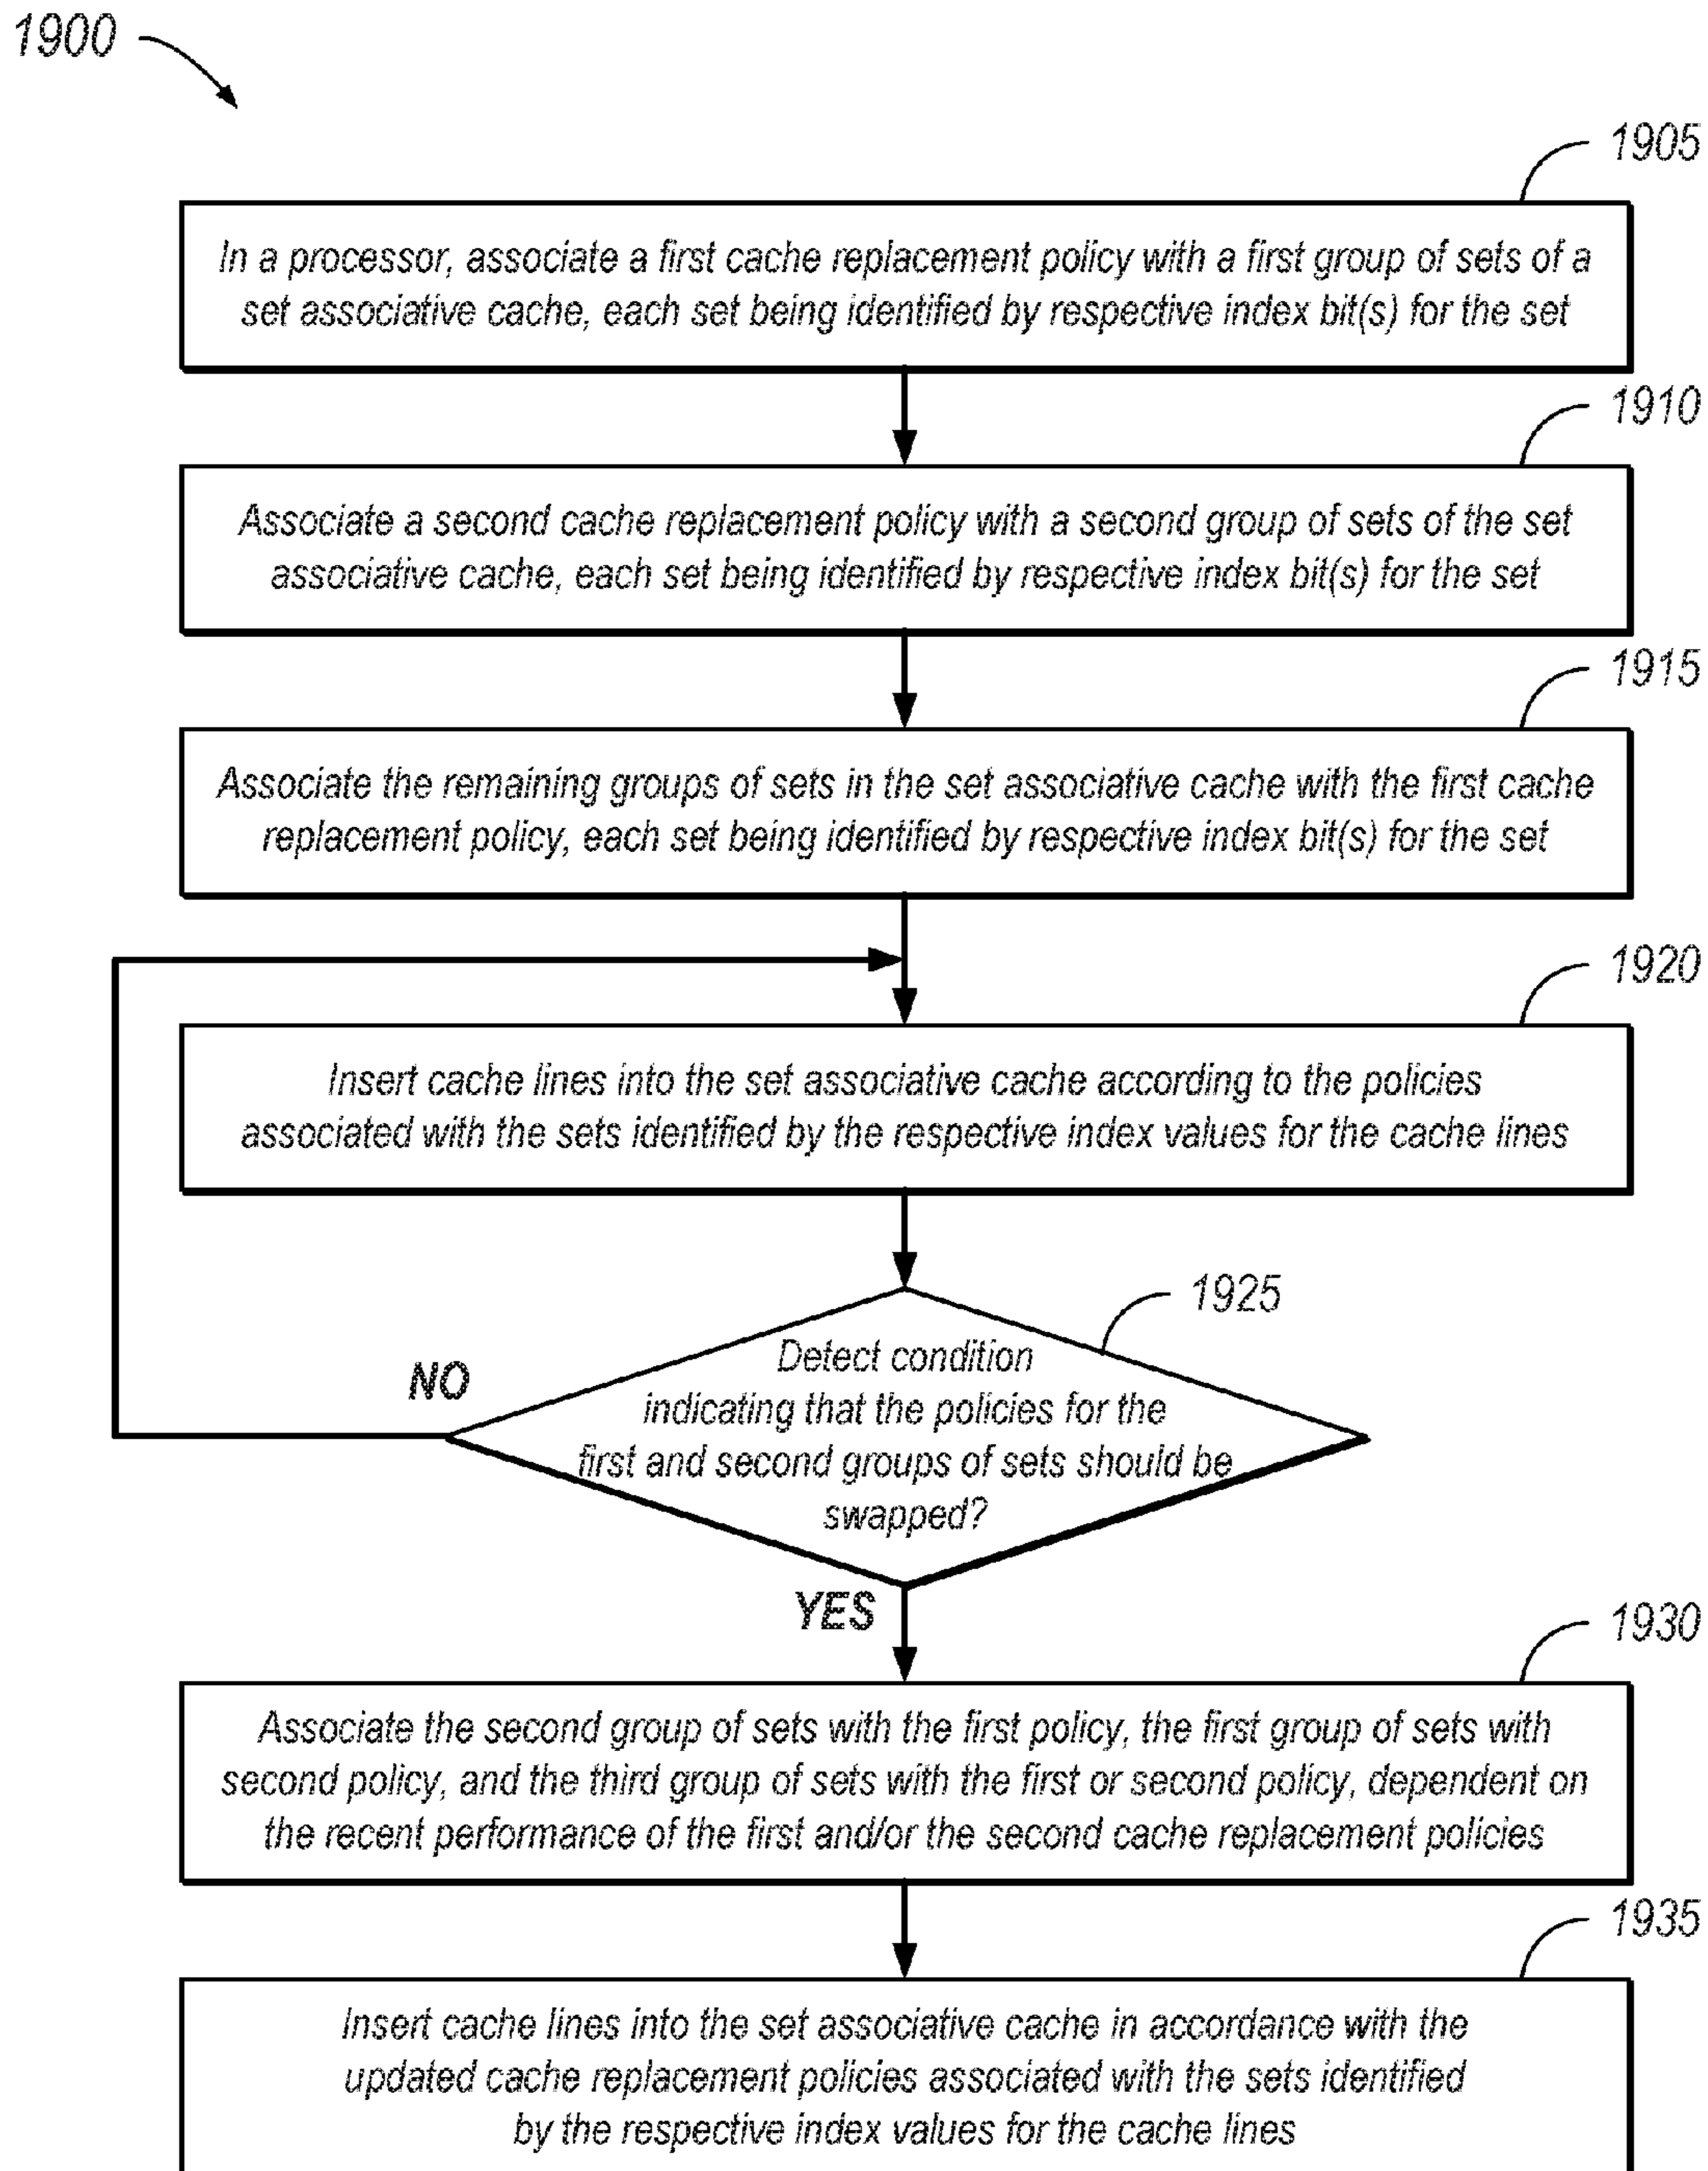 1900
1905
In a processor, associate a first cache replacement policy with a first group of sets of a
set associative cache, each set being identified by respective index bit(s) for the set
1910
Associate a second cache replacement policy with a second group of sets of the set
associative cache, each set being identified by respective index bit(s) for the set
1915
Associate the remaining groups of sets in the set associative cache with the first cache
replacement policy, each set being identified by respective index bit(s) for the set
1920
Insert cache lines into the set associative cache according to the policies
associated with the sets identified by the respective index values for the cache lines
1925
Detect condition
indicating that the policies for the
first and second groups of sets should be
swapped?
NO
YES
1930
Associate the second group of sets with the first policy, the first group of sets with
second policy, and the third group of sets with the first or second policy, dependent on
the recent performance of the first and/or the second cache replacement policies
1935
Insert cache lines into the set associative cache in accordance with the
updated cache replacement policies associated with the sets identified
by the respective index values for the cache lines